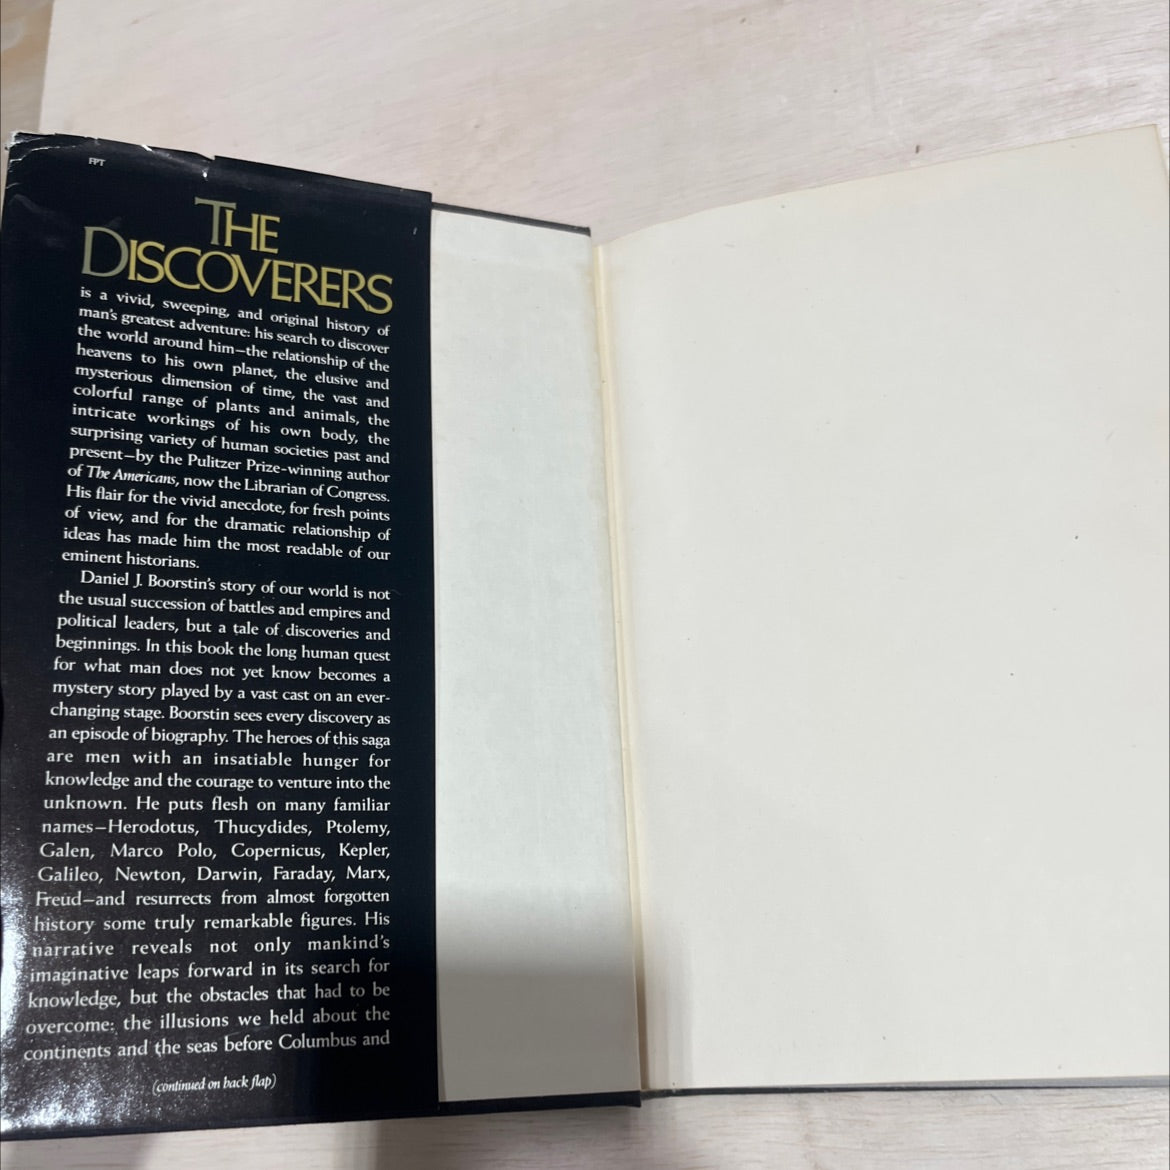 FPT
THE
DISCOVERERS
is a vivid, sweeping, and original history of
man's greatest adventure: his search to discover
the world around him—the relationship of the
heavens to his own planet, the elusive and
mysterious dimension of time, the vast and
colorful range of plants and animals, the
intricate workings of his own body, the
surprising variety of human societies past and
present—by the Pulitzer Prize-winning author
of The Americans, now the Librarian of Congress.
His flair for the vivid anecdote, for fresh points
of view, and for the dramatic relationship of
ideas has made him the most readable of our
eminent historians.
Daniel J. Boorstin's story of our world is not
the usual succession of battles and empires and
political leaders, but a tale of discoveries and
beginnings. In this book the long human quest
for what man does not yet know becomes a
mystery story played by a vast cast on an ever-
changing stage. Boorstin sees every discovery as
an episode of biography. The heroes of this saga
are men with an insatiable hunger for
knowledge and the courage to venture into the
unknown. He puts flesh on many familiar
names—Herodotus, Thucydides, Ptolemy,
Galen, Marco Polo, Copernicus, Kepler,
Galileo, Newton, Darwin, Faraday, Marx,
Freud—and resurrects from almost forgotten
history some truly remarkable figures. His
narrative reveals not only mankind's
imaginative leaps forward in its search for
knowledge, but the obstacles that had to be
overcome: the illusions we held about the
continents and the seas before Columbus and
(continued on back flap)